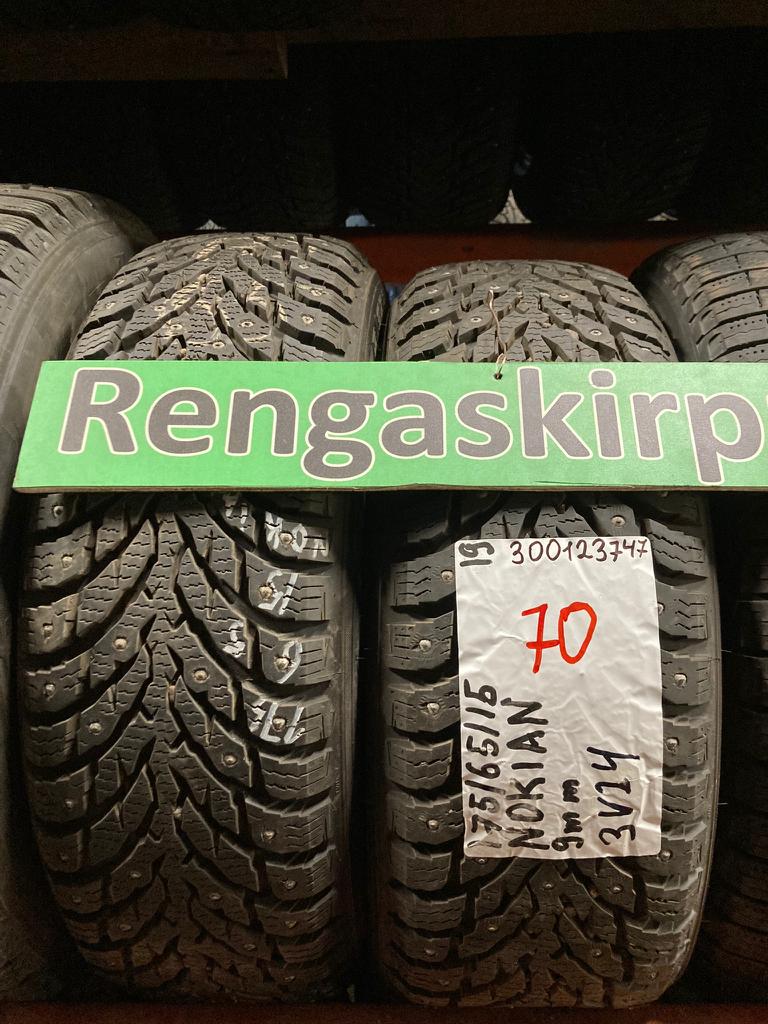 Rengaskirp
19 300123747
70
175/65/15
NOKIAN
9mm
3V24